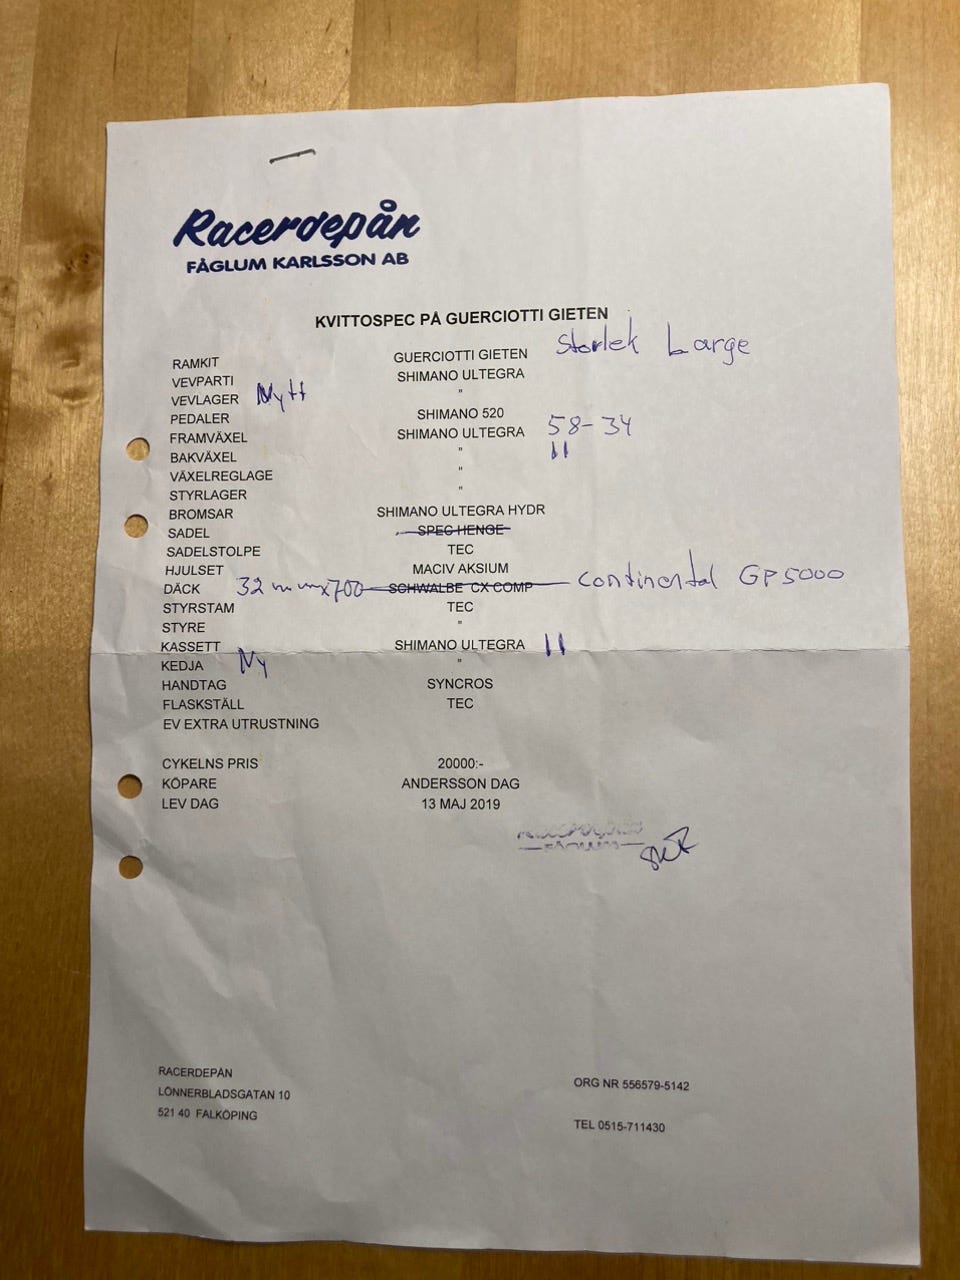 Racerdepån
FÅGLUM KARLSSON AB
KVITTOSPEC PÅ GUERCIOTTI GIETEN
RAMKIT GUERCIOTTI GIETEN Storlek Large
VEVPARTI SHIMANO ULTEGRA
VEVLAGER Nytt "
PEDALER SHIMANO 520
FRAMVÄXEL SHIMANO ULTEGRA 58-34
BAKVÄXEL " 11
VÄXELREGLAGE "
STYRLAGER "
BROMSAR SHIMANO ULTEGRA HYDR
SADEL SPEC HENGE
SADELSTOLPE TEC
HJULSET MACIV AKSIUM
DÄCK 32 mmx700 SCHWALBE CX COMP Continental GP5000
STYRSTAM TEC
STYRE "
KASSETT SHIMANO ULTEGRA 11
KEDJA Ny "
HANDTAG SYNCROS
FLASKSTÄLL TEC
EV EXTRA UTRUSTNING
CYKELNS PRIS 20000:-
KÖPARE ANDERSSON DAG
LEV DAG 13 MAJ 2019
RACERDEPÅN
LÖNNERBLADSGATAN 10
521 40 FALKÖPING
ORG NR 556579-5142
TEL 0515-711430